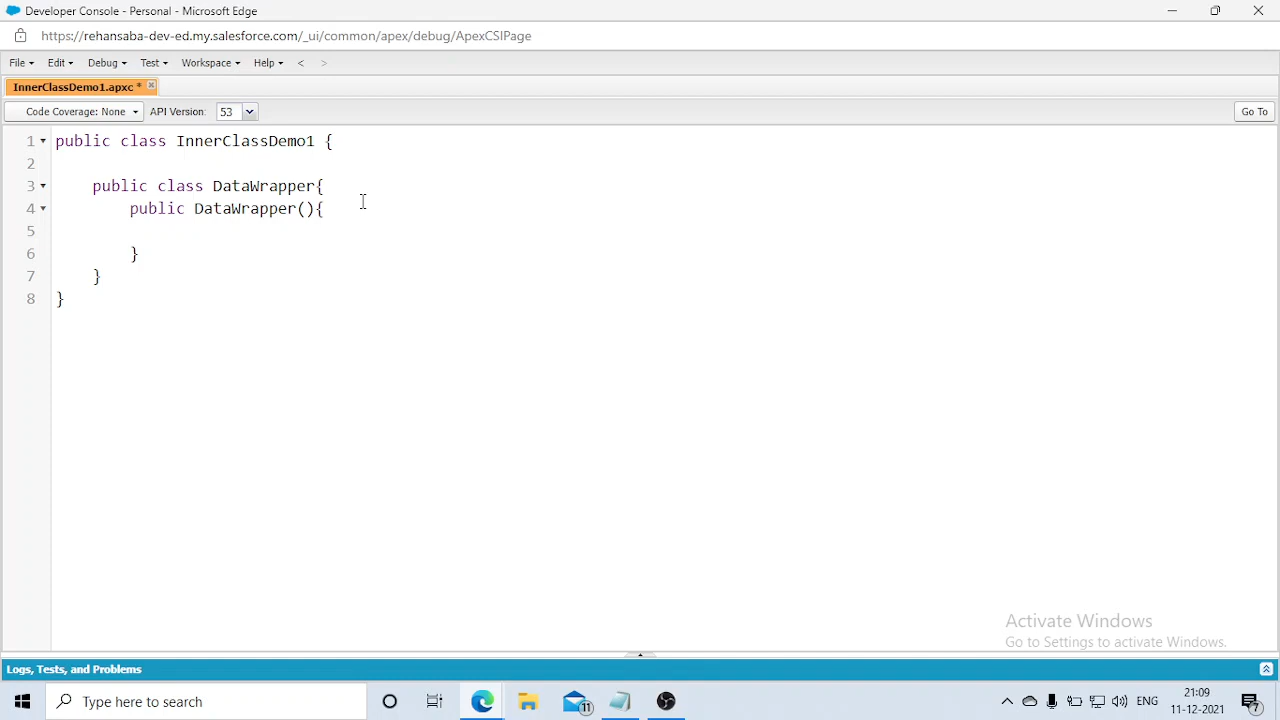 Developer Console - Personal - Microsoft Edge
https://rehansaba-dev-ed.my.salesforce.com/_ui/common/apex/debug/ApexCSIPage
File Edit Debug Test Workspace Help < >
InnerClassDemo1.apxc *
Code Coverage: None API Version: 53 Go To
1 public class InnerClassDemo1 {
2
3 public class DataWrapper{
4 public DataWrapper(){
5
6 }
7 }
8 }
Activate Windows
Go to Settings to activate Windows.
Logs, Tests, and Problems
Type here to search
11
ENG
21:09
11-12-2021
7